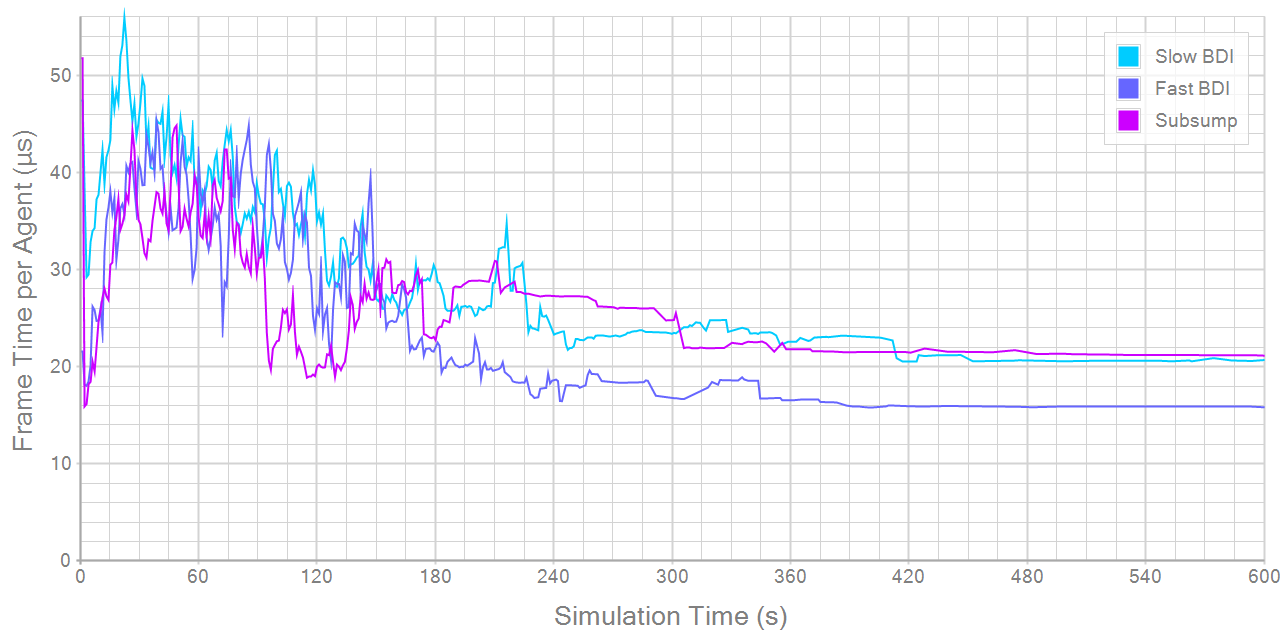 Frame Time per Agent (µs)
50
40
30
20
10
0
Slow BDI
Fast BDI
Subsump
0 60 120 180 240 300 360 420 480 540 600
Simulation Time (s)